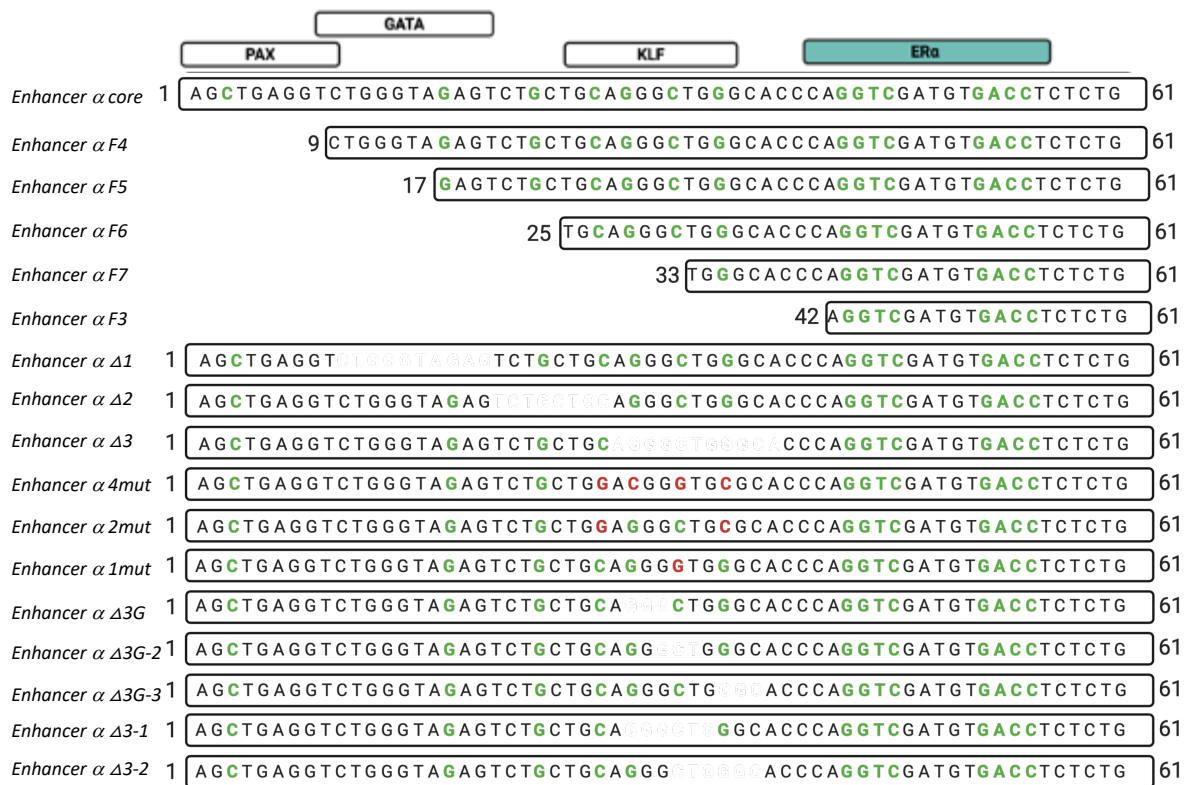 GATA
PAX KLF ERα
Enhancer α core 1 AGCTGAGGTCTGGGTAGAGTCTGCTGCAGGGCTGGGCACCCAGGTCGATGTGACCTCTCTG 61
Enhancer α F4 9 CTGGGTAGAGTCTGCTGCAGGGCTGGGCACCCAGGTCGATGTGACCTCTCTG 61
Enhancer α F5 17 GAGTCTGCTGCAGGGCTGGGCACCCAGGTCGATGTGACCTCTCTG 61
Enhancer α F6 25 TGCAGGGCTGGGCACCCAGGTCGATGTGACCTCTCTG 61
Enhancer α F7 33 TGGGCACCCAGGTCGATGTGACCTCTCTG 61
Enhancer α F3 42 AGGTCGATGTGACCTCTCTG 61
Enhancer α Δ1 1 AGCTGAGGTCTGGGTAGAGTCTGCTGCAGGGCTGGGCACCCAGGTCGATGTGACCTCTCTG 61
Enhancer α Δ2 1 AGCTGAGGTCTGGGTAGAGTCTGCTGCAGGGCTGGGCACCCAGGTCGATGTGACCTCTCTG 61
Enhancer α Δ3 1 AGCTGAGGTCTGGGTAGAGTCTGCTGCAGGGCTGGGCACCCAGGTCGATGTGACCTCTCTG 61
Enhancer α 4mut 1 AGCTGAGGTCTGGGTAGAGTCTGCTGGACGGGTGCGCACCCAGGTCGATGTGACCTCTCTG 61
Enhancer α 2mut 1 AGCTGAGGTCTGGGTAGAGTCTGCTGGAGGGCTGCGCACCCAGGTCGATGTGACCTCTCTG 61
Enhancer α 1mut 1 AGCTGAGGTCTGGGTAGAGTCTGCTGCAGGGGTGGGCACCCAGGTCGATGTGACCTCTCTG 61
Enhancer α Δ3G 1 AGCTGAGGTCTGGGTAGAGTCTGCTGCAGGGCTGGGCACCCAGGTCGATGTGACCTCTCTG 61
Enhancer α Δ3G-2 1 AGCTGAGGTCTGGGTAGAGTCTGCTGCAGGGCTGGGCACCCAGGTCGATGTGACCTCTCTG 61
Enhancer α Δ3G-3 1 AGCTGAGGTCTGGGTAGAGTCTGCTGCAGGGCTGCGCACCCAGGTCGATGTGACCTCTCTG 61
Enhancer α Δ3-1 1 AGCTGAGGTCTGGGTAGAGTCTGCTGCAGGGCTGGGCACCCAGGTCGATGTGACCTCTCTG 61
Enhancer α Δ3-2 1 AGCTGAGGTCTGGGTAGAGTCTGCTGCAGGGCTGGGCACCCAGGTCGATGTGACCTCTCTG 61